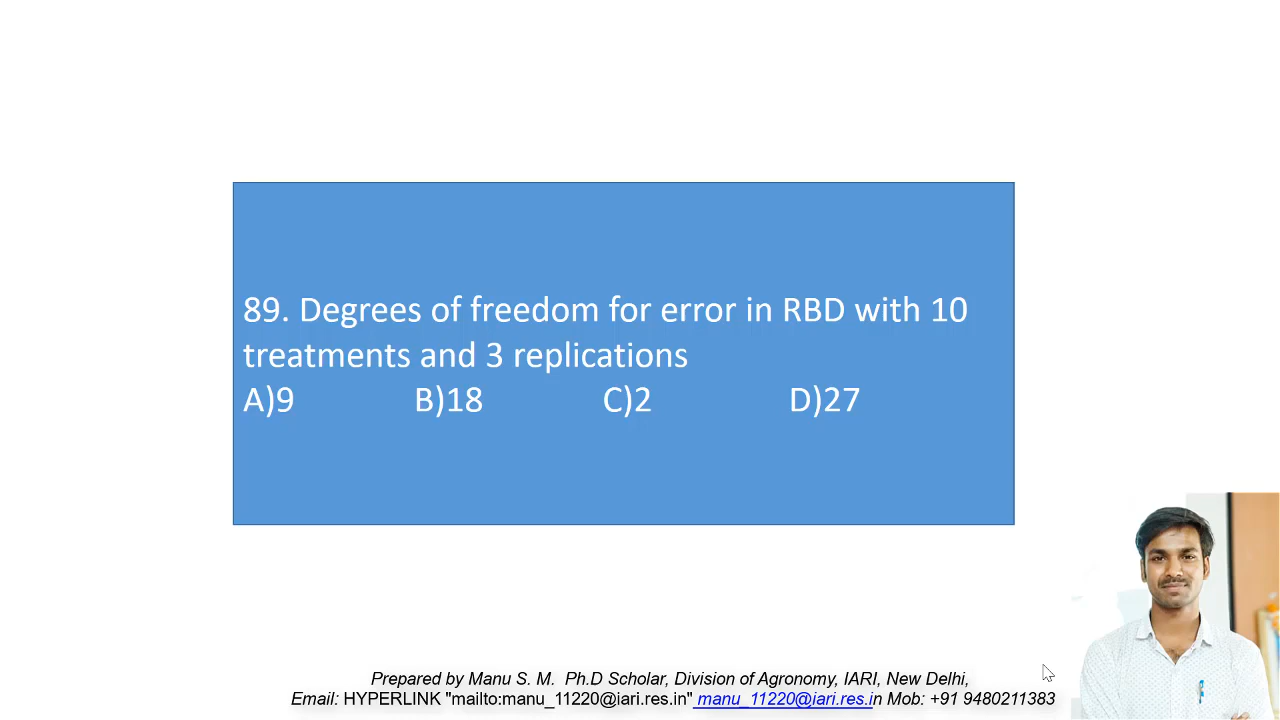 89. Degrees of freedom for error in RBD with 10
treatments and 3 replications
A)9 B)18 C)2 D)27
Prepared by Manu S. M. Ph.D Scholar, Division of Agronomy, IARI, New Delhi,
Email: HYPERLINK "mailto:manu_11220@iari.res.in" manu_11220@iari.res.in Mob: +91 9480211383